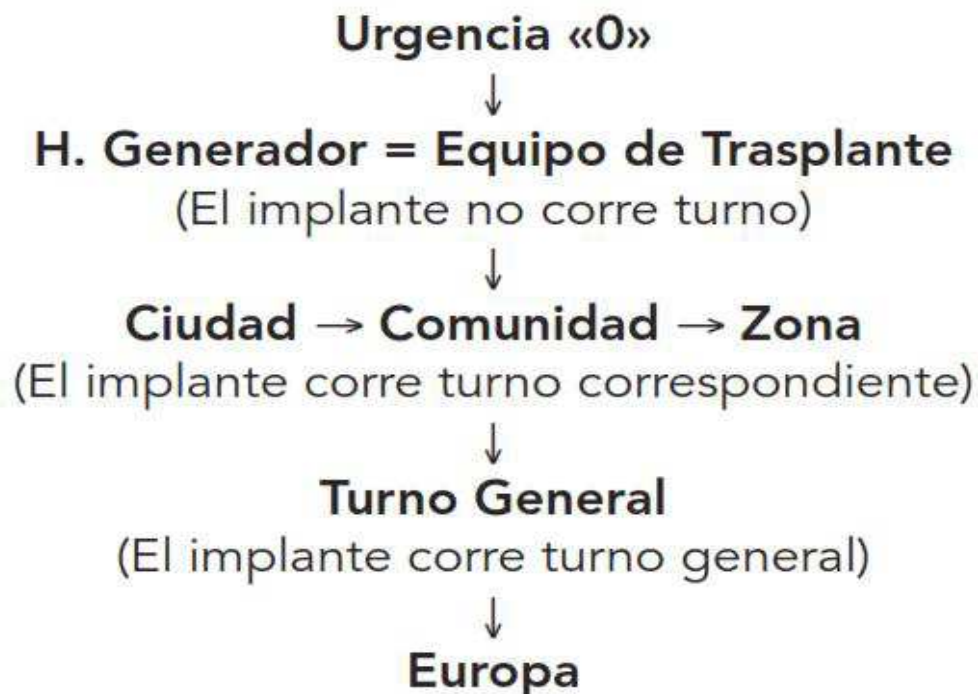 Urgencia «0»
↓
H. Generador = Equipo de Trasplante
(El implante no corre turno)
↓
Ciudad → Comunidad → Zona
(El implante corre turno correspondiente)
↓
Turno General
(El implante corre turno general)
↓
Europa